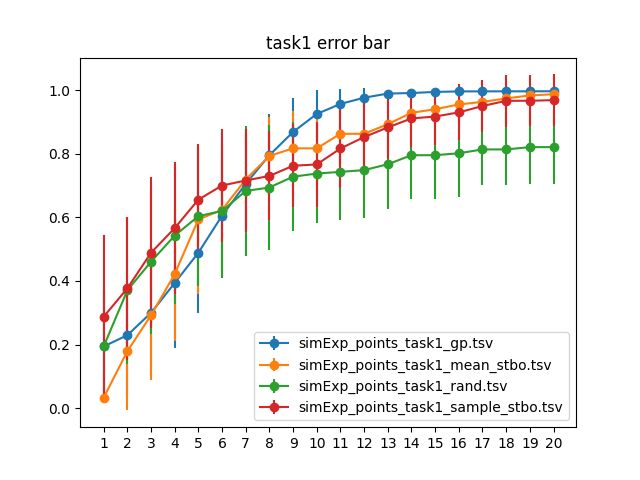 task1 error bar
1.0
0.8
0.6
0.4
0.2
0.0
simExp_points_task1_gp.tsv
simExp_points_task1_mean_stbo.tsv
simExp_points_task1_rand.tsv
simExp_points_task1_sample_stbo.tsv
1 2 3 4 5 6 7 8 9 10 11 12 13 14 15 16 17 18 19 20